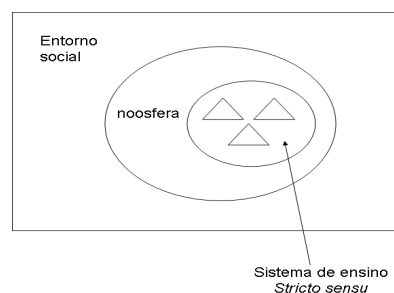 Entorno
social
noosfera
Sistema de ensino
Stricto sensu